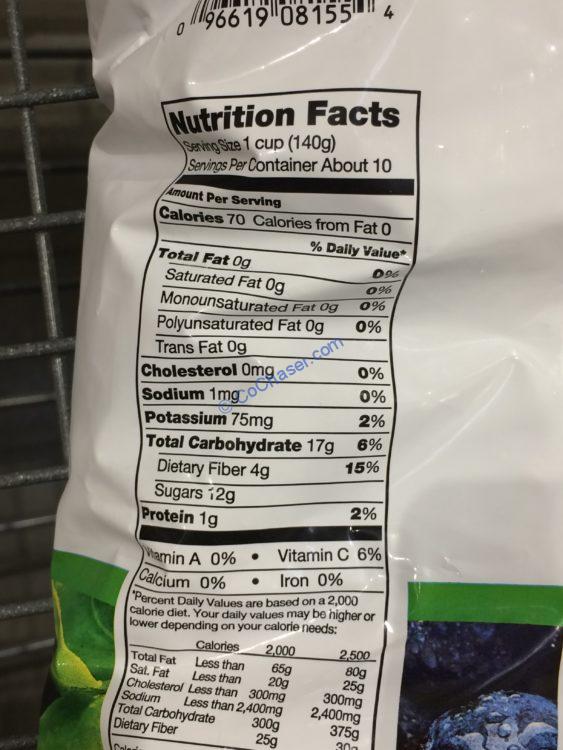 0 96619 08155 4
Nutrition Facts
Serving Size 1 cup (140g)
Servings Per Container About 10
Amount Per Serving
Calories 70 Calories from Fat 0
% Daily Value*
Total Fat 0g 0%
Saturated Fat 0g 0%
Monounsaturated Fat 0g 0%
Polyunsaturated Fat 0g 0%
Trans Fat 0g
Cholesterol 0mg 0%
Sodium 1mg 0%
Potassium 75mg 2%
Total Carbohydrate 17g 6%
Dietary Fiber 4g 15%
Sugars 12g
Protein 1g 2%
Vitamin A 0% • Vitamin C 6%
Calcium 0% • Iron 0%
*Percent Daily Values are based on a 2,000
calorie diet. Your daily values may be higher or
lower depending on your calorie needs:
Calories 2,000 2,500
Total Fat Less than 65g 80g
Sat. Fat Less than 20g 25g
Cholesterol Less than 300mg 300mg
Sodium Less than 2,400mg 2,400mg
Total Carbohydrate 300g 375g
Dietary Fiber 25g 30g
© CoChaser.com